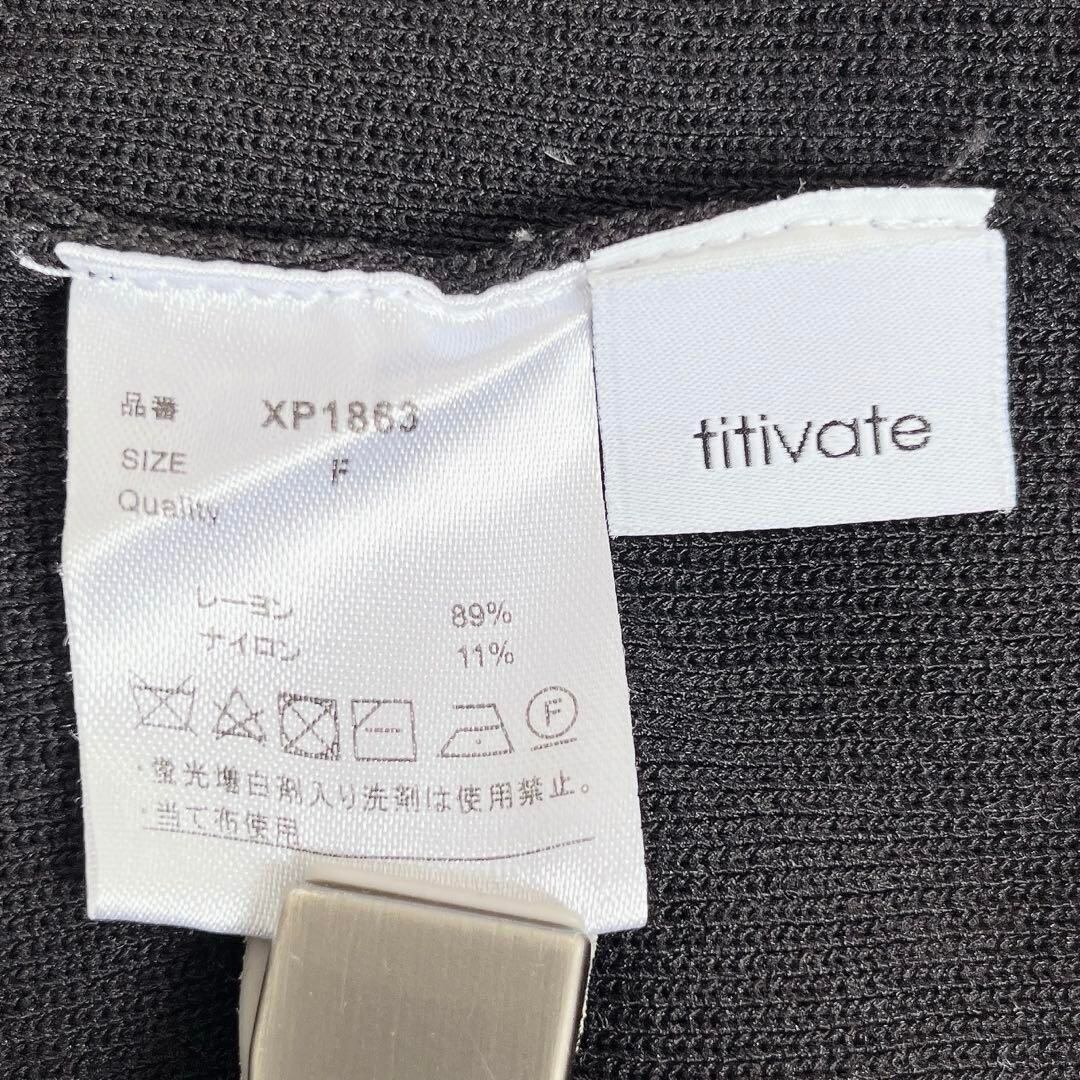 品番 XP1863
SIZE F
Quality
レーヨン 89%
ナイロン 11%
F
・蛍光増白剤入り洗剤は使用禁止。
・当て布使用
titivate